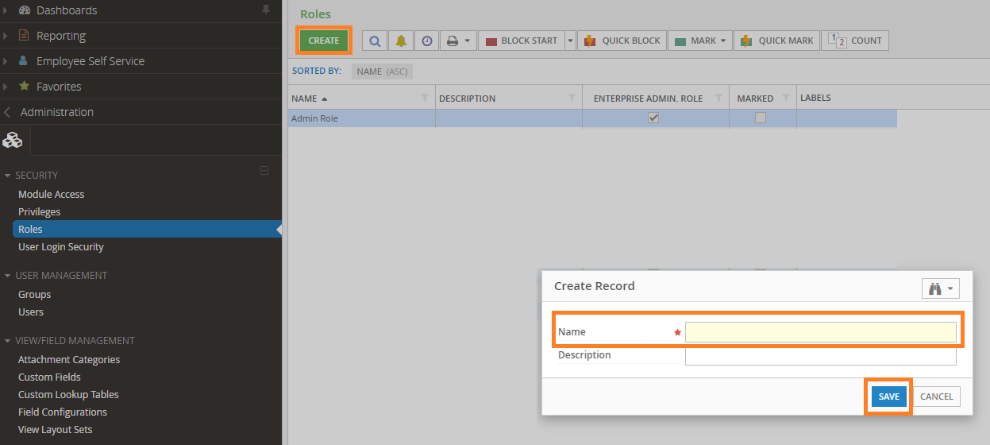 Dashboards
Reporting
Employee Self Service
Favorites
Administration
SECURITY
Module Access
Privileges
Roles
User Login Security
USER MANAGEMENT
Groups
Users
VIEW/FIELD MANAGEMENT
Attachment Categories
Custom Fields
Custom Lookup Tables
Field Configurations
View Layout Sets
Roles
CREATE BLOCK START QUICK BLOCK MARK QUICK MARK 1 2 COUNT
SORTED BY: NAME (ASC)
NAME DESCRIPTION ENTERPRISE ADMIN. ROLE MARKED LABELS
Admin Role
Create Record
Name
Description
SAVE CANCEL